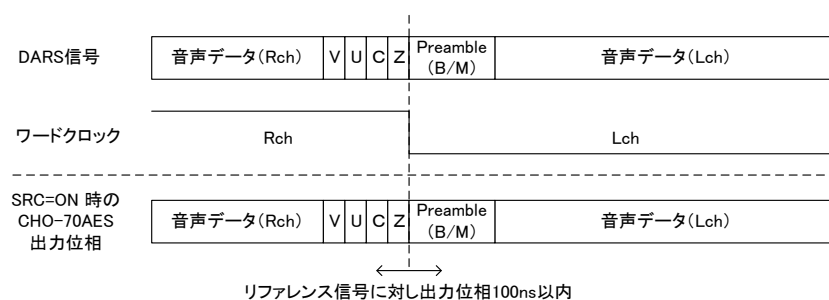 DARS信号
音声データ(Rch) V U C Z Preamble (B/M) 音声データ(Lch)
ワードクロック
Rch Lch
SRC=ON 時の
CHO-70AES
出力位相
音声データ(Rch) V U C Z Preamble (B/M) 音声データ(Lch)
リファレンス信号に対し出力位相100ns以内